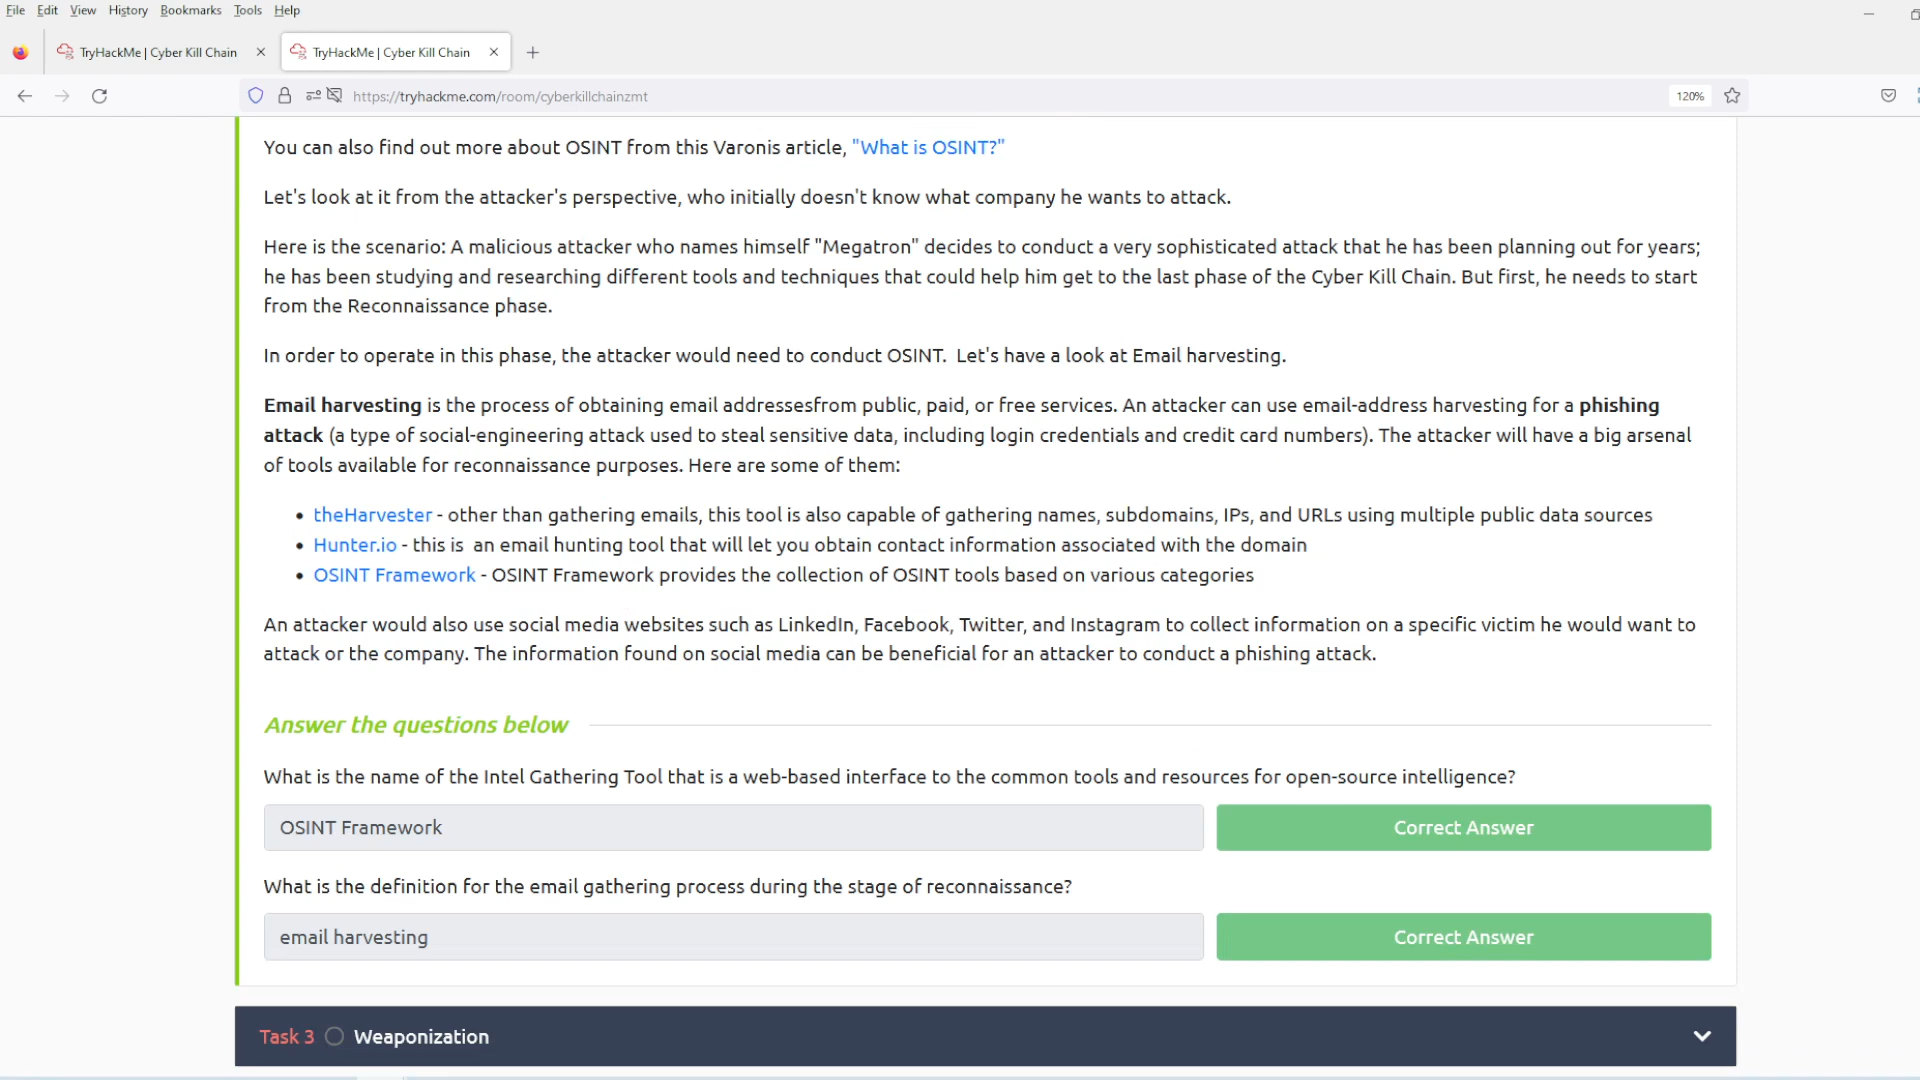 File Edit View History Bookmarks Tools Help
TryHackMe | Cyber Kill Chain
TryHackMe | Cyber Kill Chain
https://tryhackme.com/room/cyberkillchainzmt
120%
You can also find out more about OSINT from this Varonis article, "What is OSINT?"
Let's look at it from the attacker's perspective, who initially doesn't know what company he wants to attack.
Here is the scenario: A malicious attacker who names himself "Megatron" decides to conduct a very sophisticated attack that he has been planning out for years;
he has been studying and researching different tools and techniques that could help him get to the last phase of the Cyber Kill Chain. But first, he needs to start
from the Reconnaissance phase.
In order to operate in this phase, the attacker would need to conduct OSINT.  Let's have a look at Email harvesting.
Email harvesting is the process of obtaining email addressesfrom public, paid, or free services. An attacker can use email-address harvesting for a phishing
attack (a type of social-engineering attack used to steal sensitive data, including login credentials and credit card numbers). The attacker will have a big arsenal
of tools available for reconnaissance purposes. Here are some of them:
• theHarvester - other than gathering emails, this tool is also capable of gathering names, subdomains, IPs, and URLs using multiple public data sources
• Hunter.io - this is  an email hunting tool that will let you obtain contact information associated with the domain
• OSINT Framework - OSINT Framework provides the collection of OSINT tools based on various categories
An attacker would also use social media websites such as LinkedIn, Facebook, Twitter, and Instagram to collect information on a specific victim he would want to
attack or the company. The information found on social media can be beneficial for an attacker to conduct a phishing attack.
Answer the questions below
What is the name of the Intel Gathering Tool that is a web-based interface to the common tools and resources for open-source intelligence?
OSINT Framework
Correct Answer
What is the definition for the email gathering process during the stage of reconnaissance?
email harvesting
Correct Answer
Task 3 Weaponization